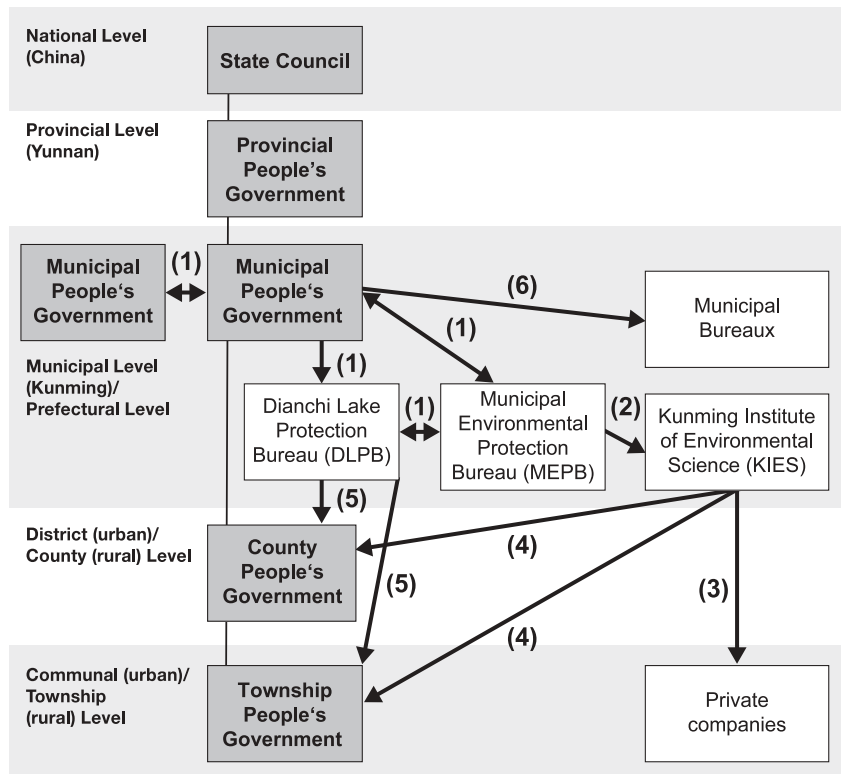 National Level
(China)
State Council
Provincial Level
(Yunnan)
Provincial
People's
Government
Municipal
People's
Government
(1)
Municipal
People's
Government
(6)
Municipal
Bureaux
(1)
Municipal Level
(Kunming)/
Prefectural Level
(1)
Dianchi Lake
Protection
Bureau (DLPB)
(1)
Municipal
Environmental
Protection
Bureau (MEPB)
(2)
Kunming Institute
of Environmental
Science (KIES)
(5)
District (urban)/
County (rural) Level
County
People‘s
Government
(4)
(5)
(3)
(4)
Communal (urban)/
Township
(rural) Level
Township
People‘s
Government
Private
companies